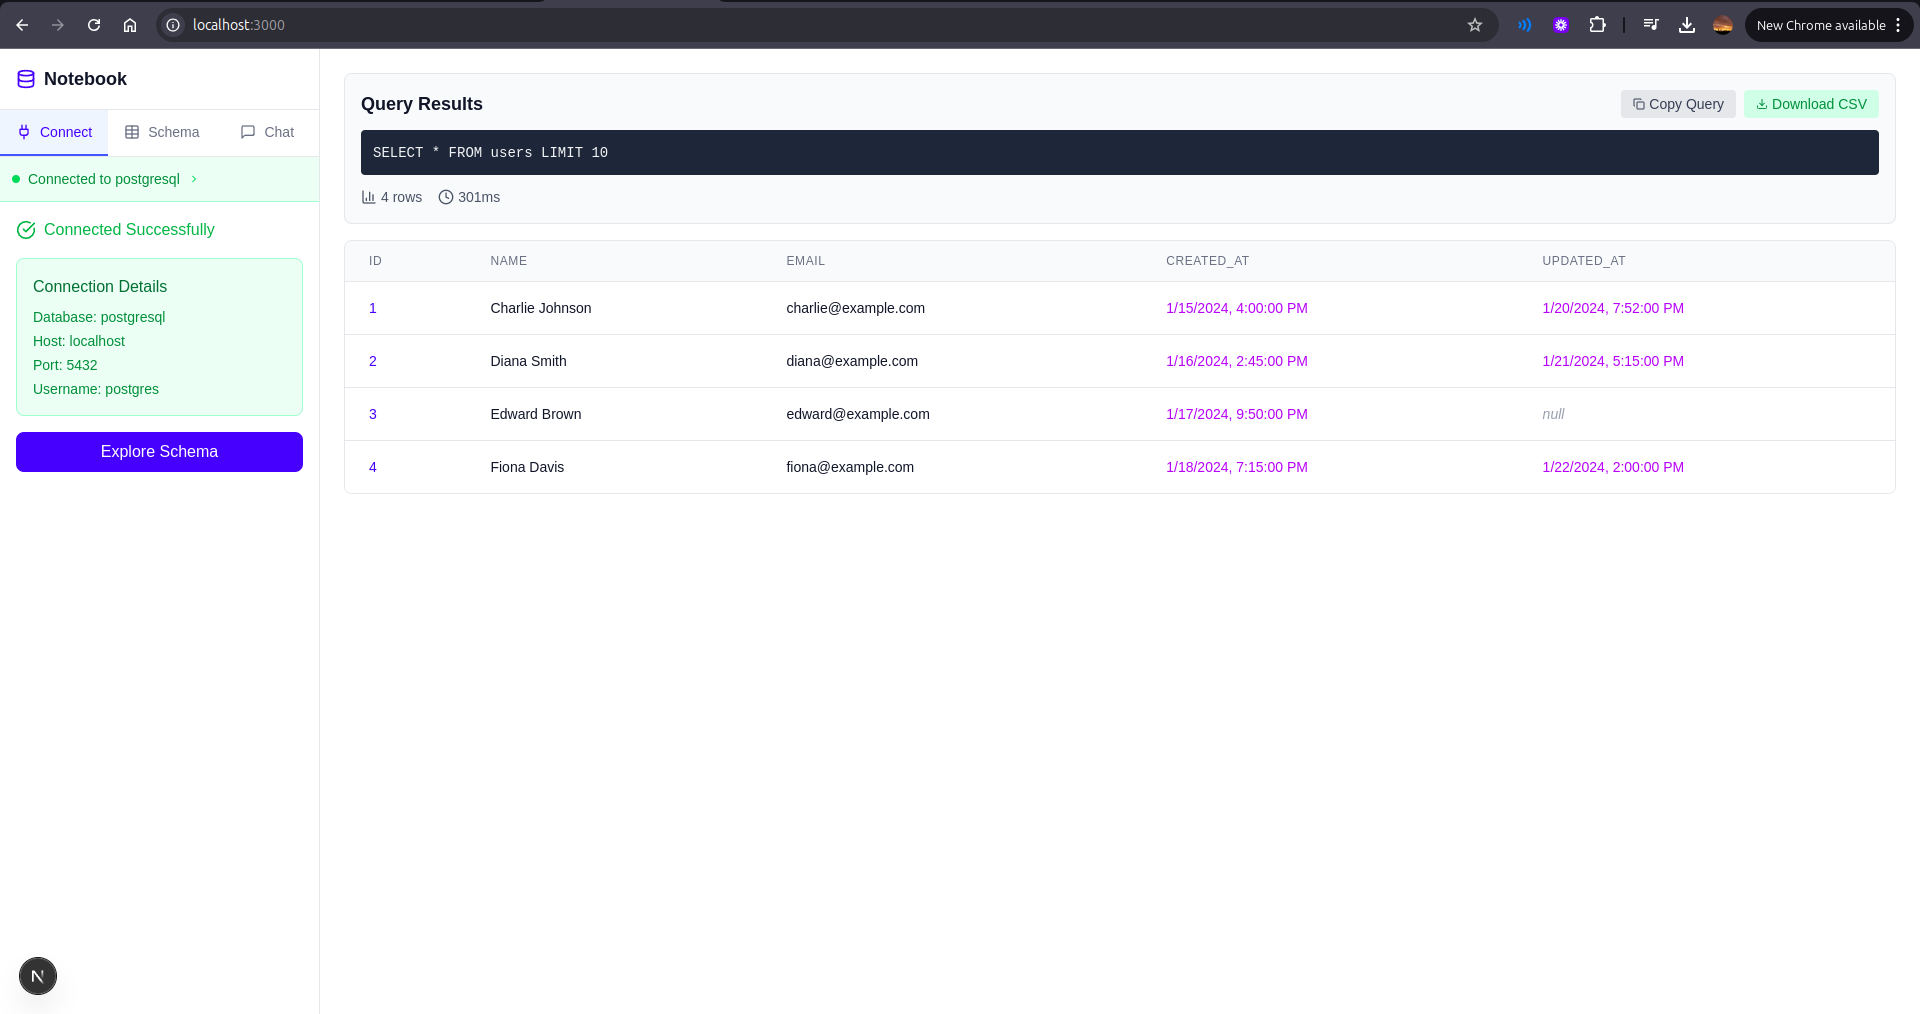 localhost:3000
New Chrome available
Notebook
Connect Schema Chat
Connected to postgresql
Connected Successfully
Connection Details
Database: postgresql
Host: localhost
Port: 5432
Username: postgres
Explore Schema
Query Results
Copy Query Download CSV
SELECT * FROM users LIMIT 10
4 rows 301ms
ID NAME EMAIL CREATED_AT UPDATED_AT
1 Charlie Johnson charlie@example.com 1/15/2024, 4:00:00 PM 1/20/2024, 7:52:00 PM
2 Diana Smith diana@example.com 1/16/2024, 2:45:00 PM 1/21/2024, 5:15:00 PM
3 Edward Brown edward@example.com 1/17/2024, 9:50:00 PM null
4 Fiona Davis fiona@example.com 1/18/2024, 7:15:00 PM 1/22/2024, 2:00:00 PM
N